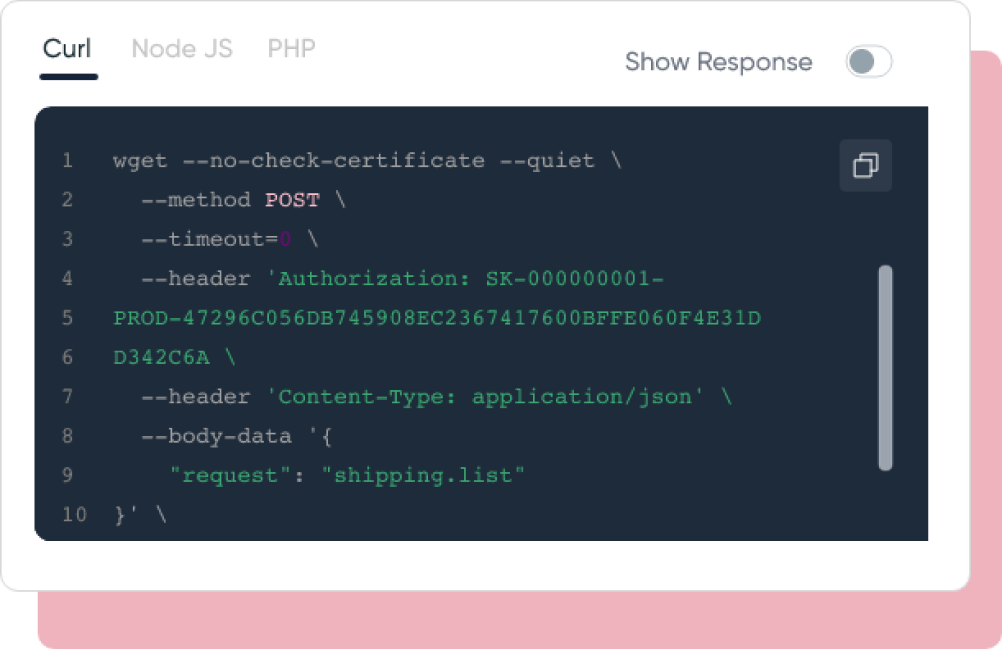 Curl Node JS PHP Show Response
1 wget --no-check-certificate --quiet \
2 --method POST \
3 --timeout=0 \
4 --header 'Authorization: SK-000000001-
5 PROD-47296C056DB745908EC2367417600BFFE060F4E31D
6 D342C6A \
7 --header 'Content-Type: application/json' \
8 --body-data '{
9 "request": "shipping.list"
10 }' \